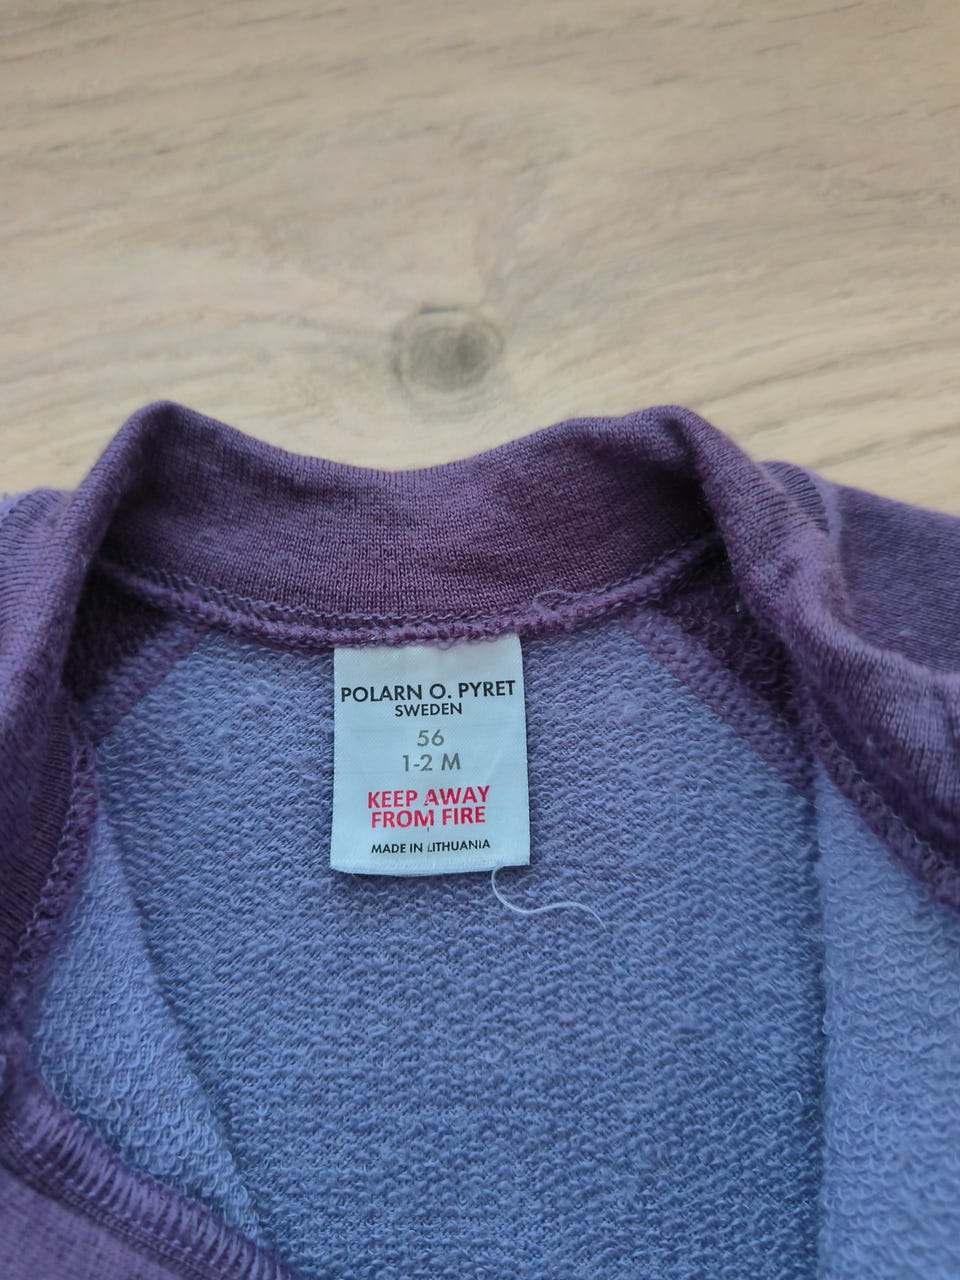 POLARN O. PYRET
SWEDEN
56
1-2 M
KEEP AWAY
FROM FIRE
MADE IN LITHUANIA